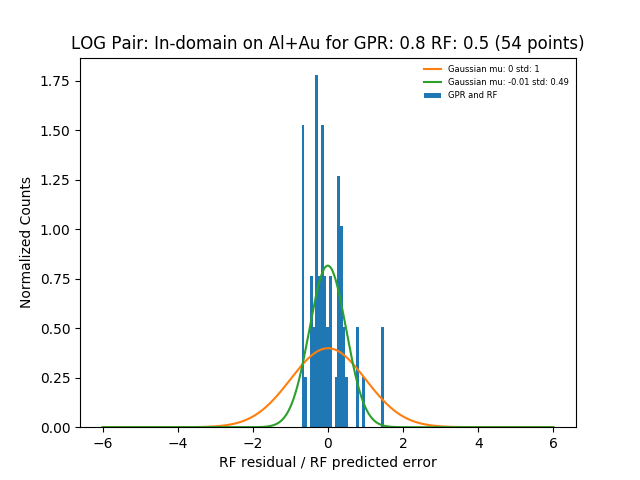 LOG Pair: In-domain on Al+Au for GPR: 0.8 RF: 0.5 (54 points)
Gaussian mu: 0 std: 1
Gaussian mu: -0.01 std: 0.49
GPR and RF
Normalized Counts
1.75
1.50
1.25
1.00
0.75
0.50
0.25
0.00
−6 −4 −2 0 2 4 6
RF residual / RF predicted error